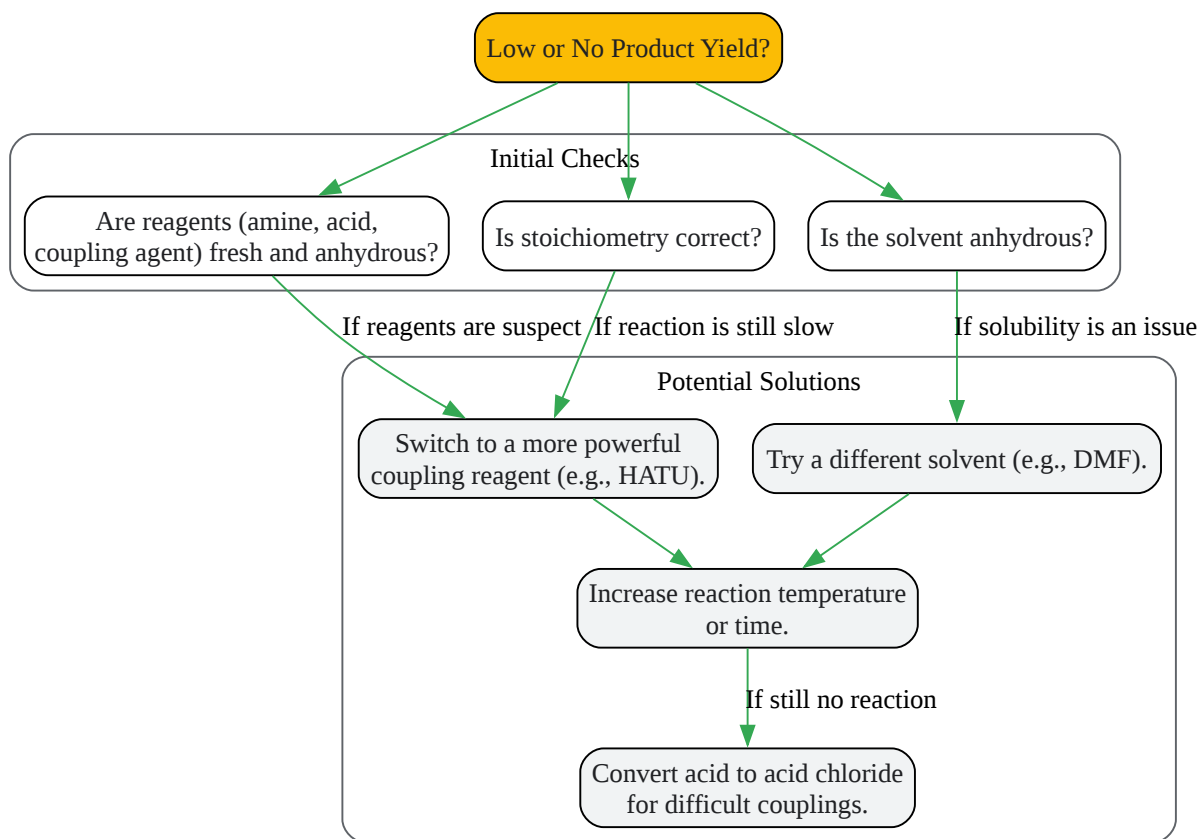 Low or No Product Yield?
Initial Checks
Are reagents (amine, acid,
coupling agent) fresh and anhydrous?
Is stoichiometry correct?
Is the solvent anhydrous?
If reagents are suspect
If reaction is still slow
If solubility is an issue
Potential Solutions
Switch to a more powerful
coupling reagent (e.g., HATU).
Try a different solvent (e.g., DMF).
Increase reaction temperature
or time.
If still no reaction
Convert acid to acid chloride
for difficult couplings.